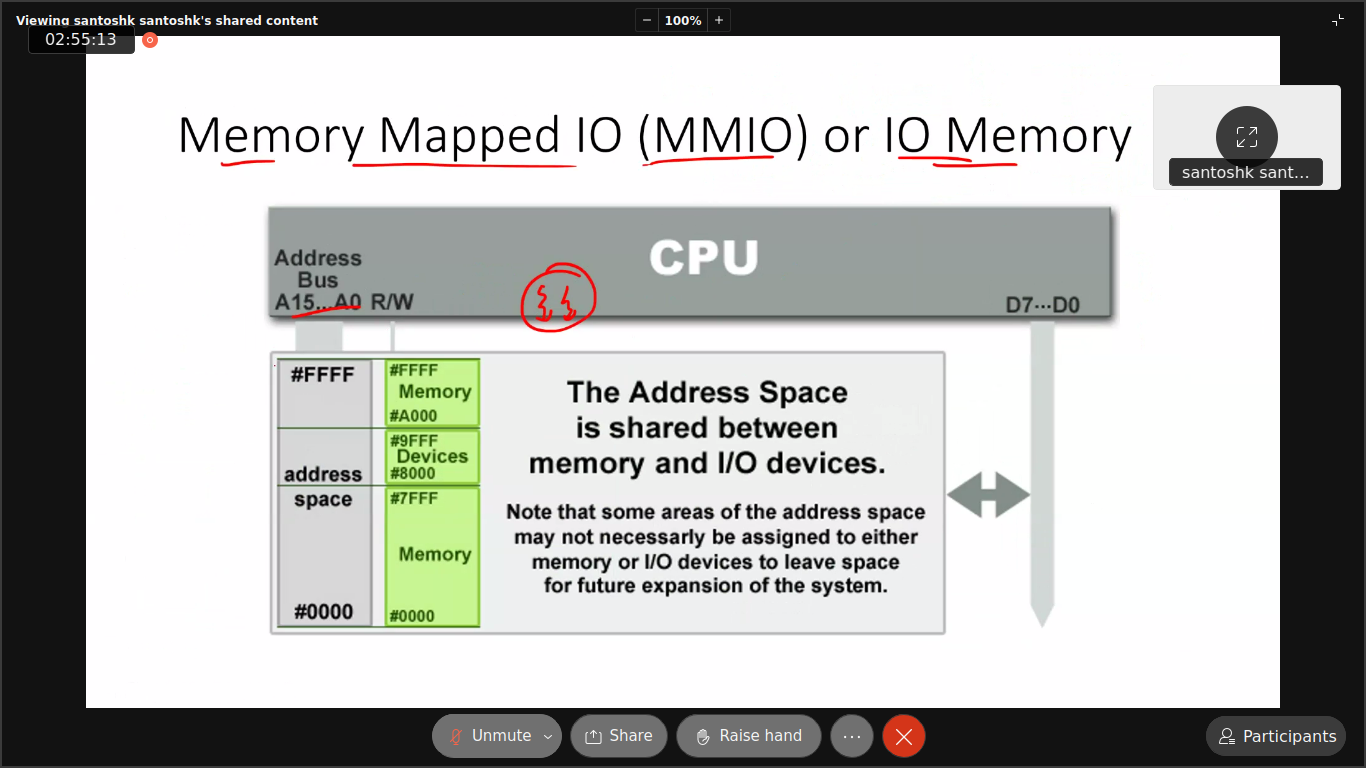 Viewing santoshk santoshk's shared content
100%
02:55:13
Memory Mapped IO (MMIO) or IO Memory
santoshk sant...
CPU
Address
Bus
A15...A0 R/W
D7...D0
#FFFF
address
space
#0000
#FFFF
Memory
#A000
#9FFF
Devices
#8000
#7FFF
Memory
#0000
The Address Space
is shared between
memory and I/O devices.
Note that some areas of the address space
may not necessarly be assigned to either
memory or I/O devices to leave space
for future expansion of the system.
Unmute
Share
Raise hand
Participants